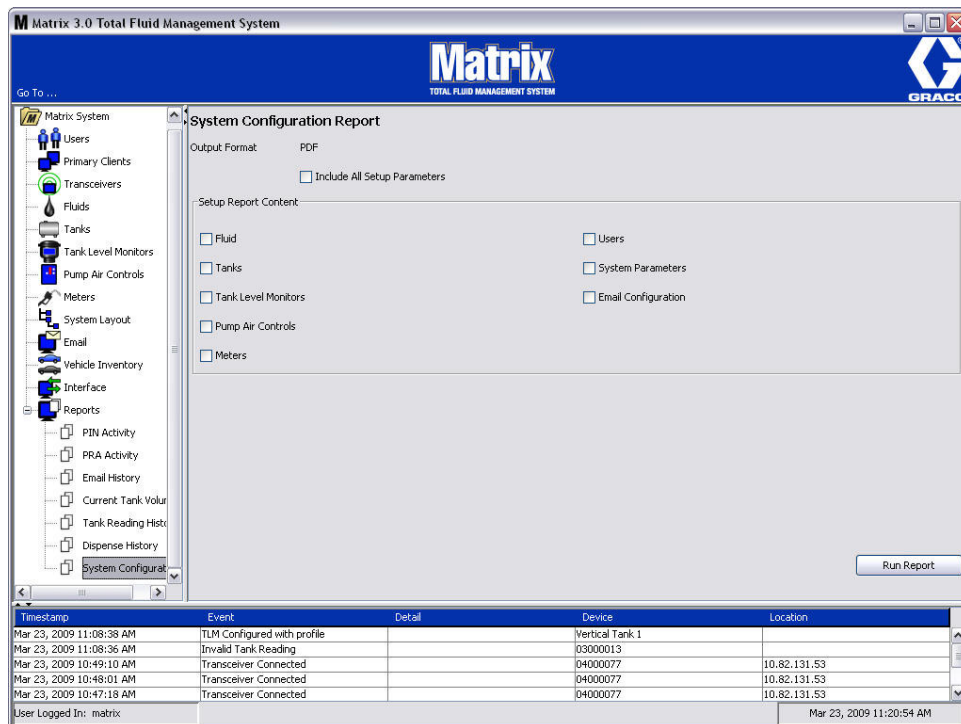 Matrix 3.0 Total Fluid Management System
Matrix
TOTAL FLUID MANAGEMENT SYSTEM
GRACO
Go To ...
Matrix System
Users
Primary Clients
Transceivers
Fluids
Tanks
Tank Level Monitors
Pump Air Controls
Meters
System Layout
Email
Vehicle Inventory
Interface
Reports
PIN Activity
PRA Activity
Email History
Current Tank Volur
Tank Reading Histo
Dispense History
System Configurat
System Configuration Report
Output Format PDF
Include All Setup Parameters
Setup Report Content
Fluid Users
Tanks System Parameters
Tank Level Monitors Email Configuration
Pump Air Controls
Meters
Run Report
Timestamp Event Detail Device Location
Mar 23, 2009 11:08:38 AM TLM Configured with profile Vertical Tank 1
Mar 23, 2009 11:08:36 AM Invalid Tank Reading 03000013
Mar 23, 2009 10:49:10 AM Transceiver Connected 04000077 10.82.131.53
Mar 23, 2009 10:48:01 AM Transceiver Connected 04000077 10.82.131.53
Mar 23, 2009 10:47:18 AM Transceiver Connected 04000077 10.82.131.53
User Logged In: matrix Mar 23, 2009 11:20:54 AM